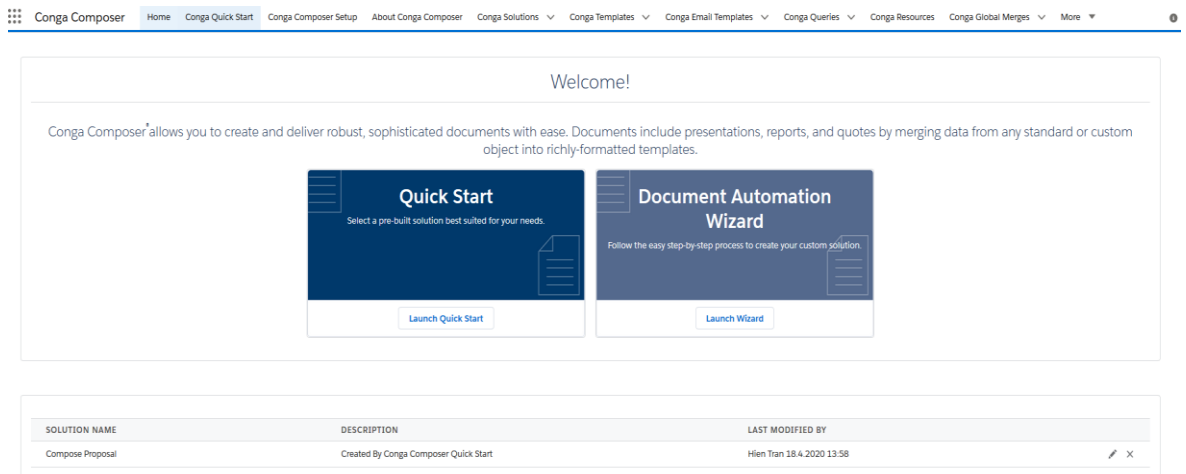 Conga Composer Home Conga Quick Start Conga Composer Setup About Conga Composer Conga Solutions Conga Templates Conga Email Templates Conga Queries Conga Resources Conga Global Merges More
Welcome!
Conga Composer® allows you to create and deliver robust, sophisticated documents with ease. Documents include presentations, reports, and quotes by merging data from any standard or custom
object into richly-formatted templates.
Quick Start
Select a pre-built solution best suited for your needs.
Launch Quick Start
Document Automation
Wizard
Follow the easy step-by-step process to create your custom solution.
Launch Wizard
SOLUTION NAME DESCRIPTION LAST MODIFIED BY
Compose Proposal Created By Conga Composer Quick Start Hien Tran 18.4.2020 13:58